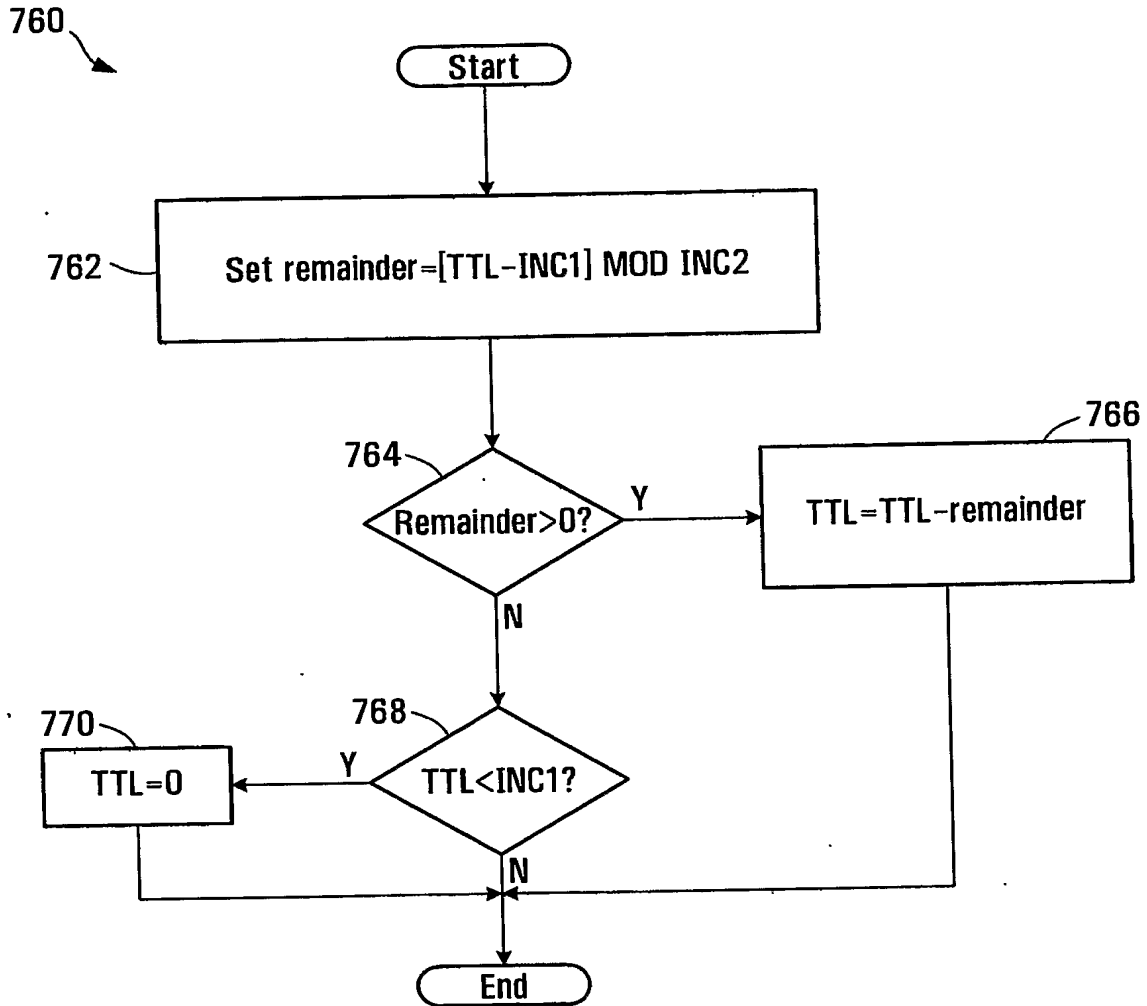 760
Start
762
Set remainder=[TTL-INC1] MOD INC2
766
764
Remainder>0?
Y
TTL=TTL-remainder
N
770
768
TTL=0
Y
TTL<INC1?
N
End